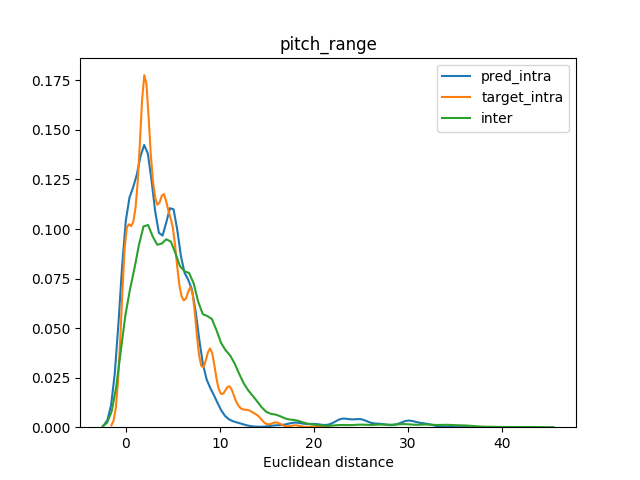 pitch_range
pred_intra
target_intra
inter
0.175
0.150
0.125
0.100
0.075
0.050
0.025
0.000
0 10 20 30 40
Euclidean distance